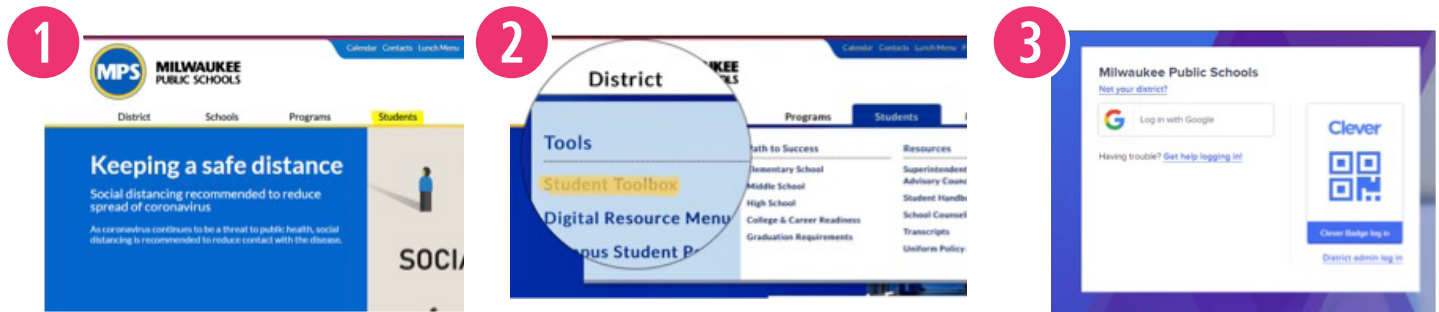 1
Calendar Contacts Lunch Menu
MPS
MILWAUKEE
PUBLIC SCHOOLS
District Schools Programs Students
Keeping a safe distance
Social distancing recommended to reduce
spread of coronavirus
As coronavirus continues to be a threat to public health, social
distancing is recommended to reduce contact with the disease.
SOCI
2
Calendar Contacts Lunch Menu
District
Programs Students
Tools
Student Toolbox
Digital Resource Menu
pus Student
Path to Success
Elementary School
Middle School
High School
College & Career Readiness
Graduation Requirements
Resources
Superintendent
Advisory Counc
Student Handb
School Counsel
Transcripts
Uniform Policy
3
Milwaukee Public Schools
Not your district?
Log in with Google
Having trouble? Get help logging in!
Clever
Clever Badge log in
District admin log in